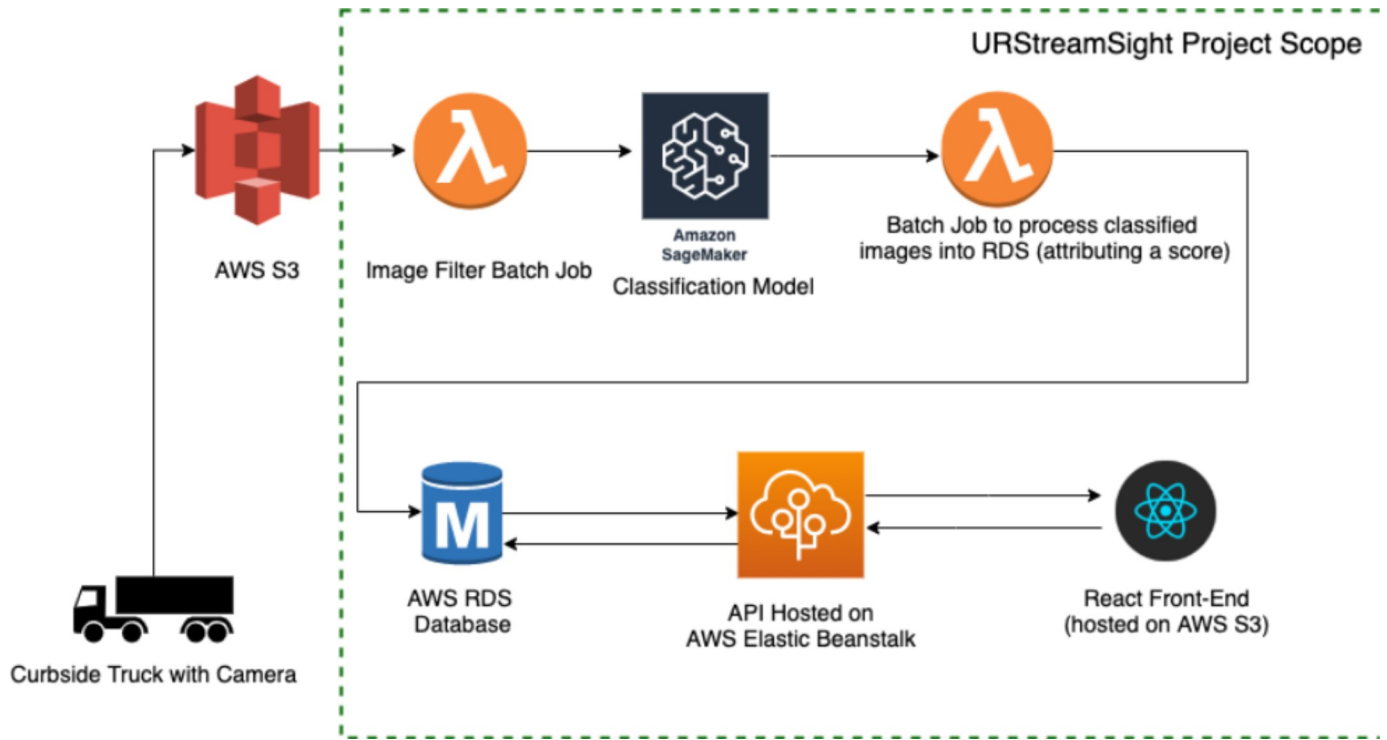 URStreamSight Project Scope
AWS S3
Image Filter Batch Job
Amazon
SageMaker
Classification Model
Batch Job to process classified
images into RDS (attributing a score)
M
AWS RDS
Database
API Hosted on
AWS Elastic Beanstalk
React Front-End
(hosted on AWS S3)
Curbside Truck with Camera